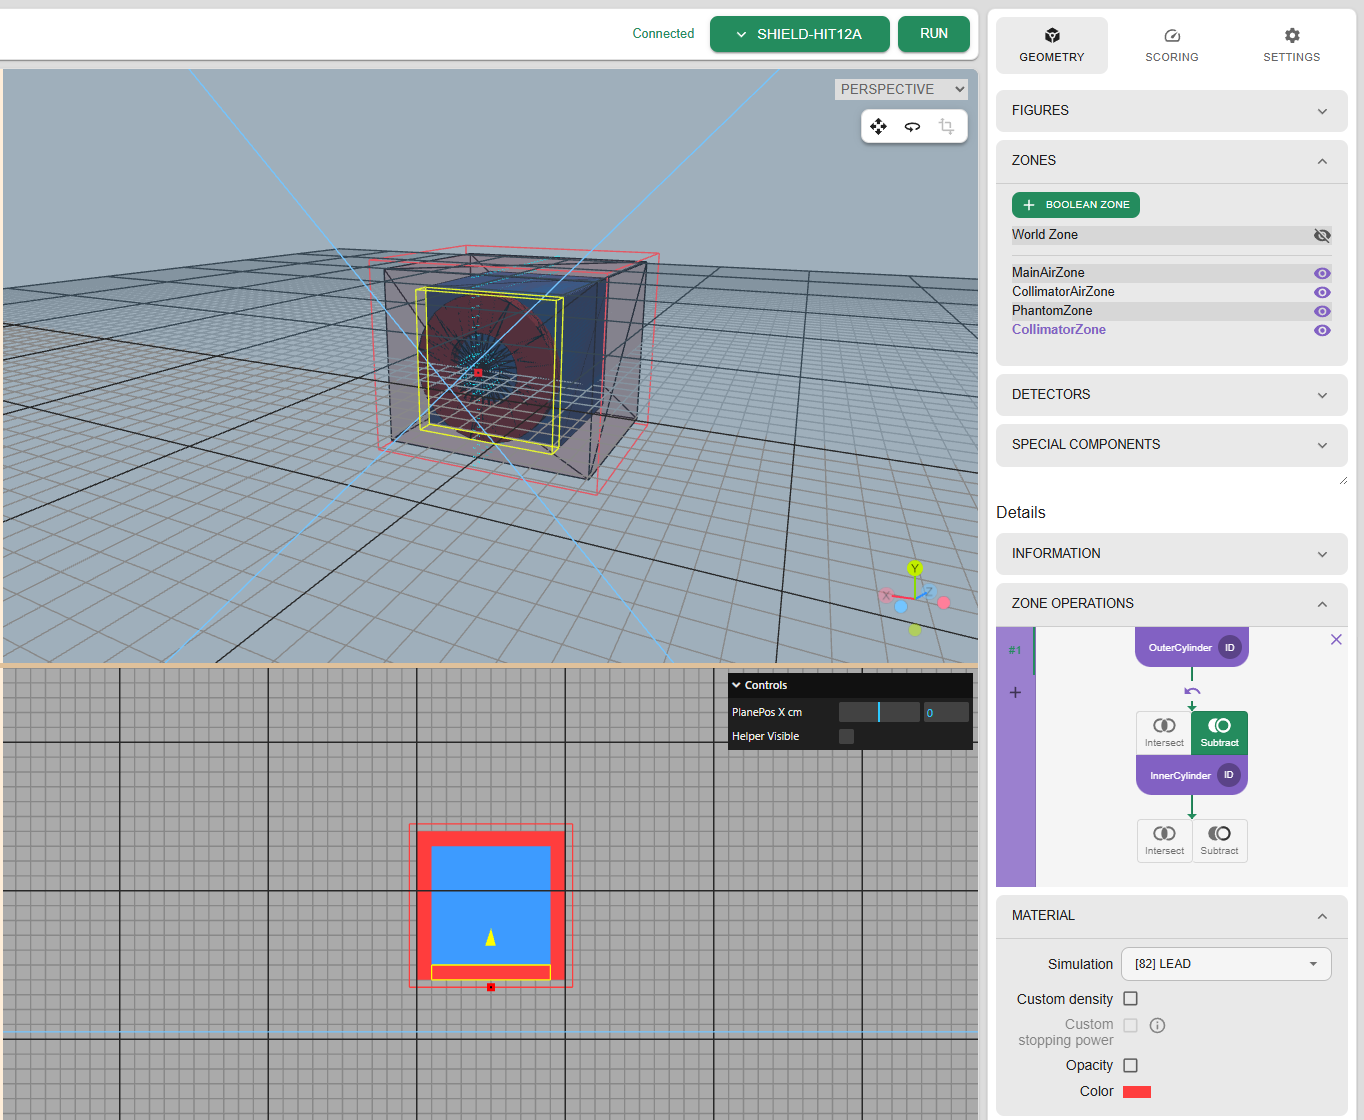 Connected
SHIELD-HIT12A
RUN
GEOMETRY
SCORING
SETTINGS
PERSPECTIVE
FIGURES
ZONES
BOOLEAN ZONE
World Zone
MainAirZone
CollimatorAirZone
PhantomZone
CollimatorZone
DETECTORS
SPECIAL COMPONENTS
Details
INFORMATION
ZONE OPERATIONS
Y
X
Z
#1
OuterCylinder ID
Intersect Subtract
InnerCylinder ID
Intersect Subtract
Controls
PlanePos X cm 0
Helper Visible
MATERIAL
Simulation [82] LEAD
Custom density
Custom
stopping power
Opacity
Color